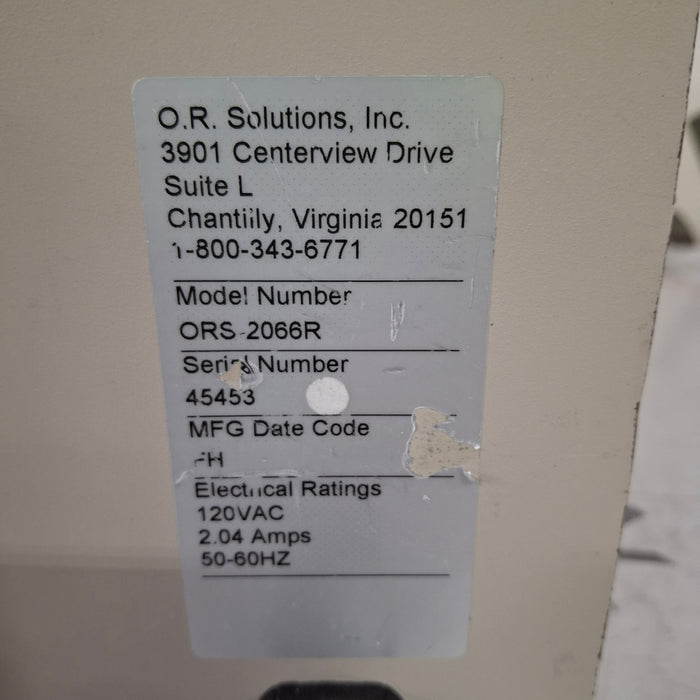 O.R. Solutions, Inc.
3901 Centerview Drive
Suite L
Chantilly, Virginia 20151
1-800-343-6771
Model Number
ORS-2066R
Serial Number
45453
MFG Date Code
FH
Electrical Ratings
120VAC
2.04 Amps
50-60HZ